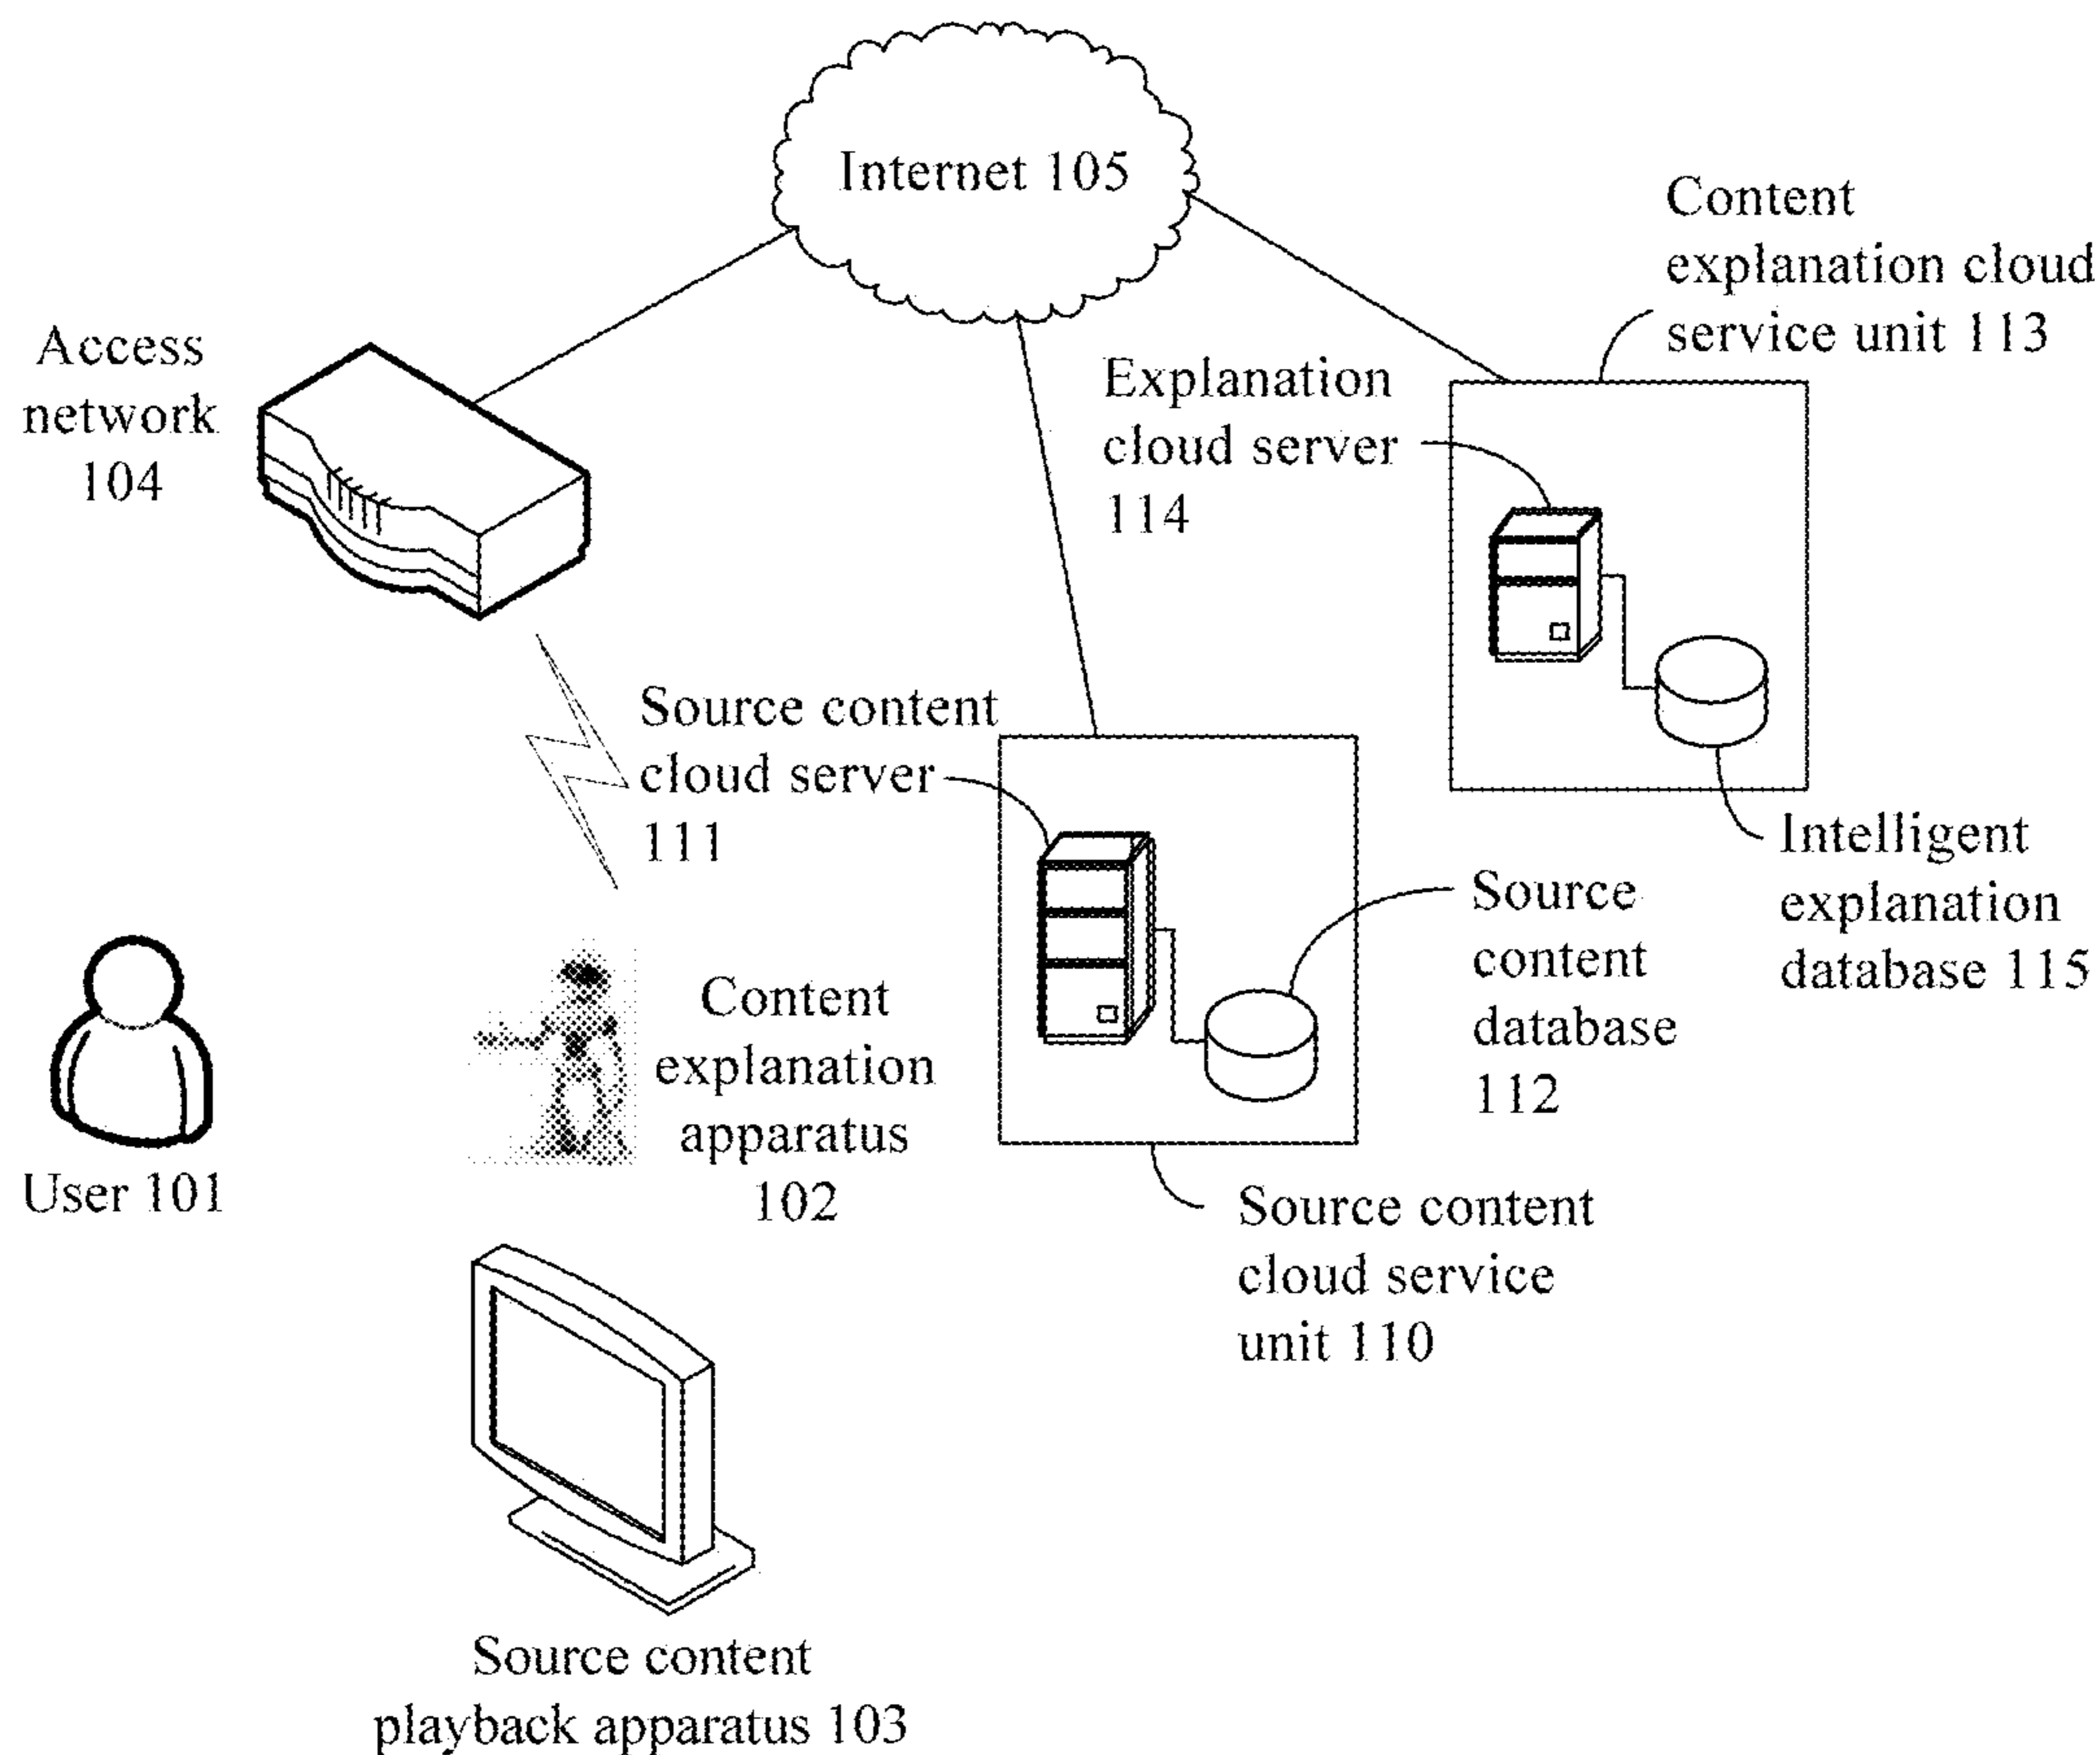 Internet 105
Content
explanation cloud
service unit 113
Access
network
104
Explanation
cloud server
114
Source content
cloud server
111
Intelligent
explanation
database 115
Source
content
database
112
Content
explanation
apparatus
102
User 101
Source content
cloud service
unit 110
Source content
playback apparatus 103